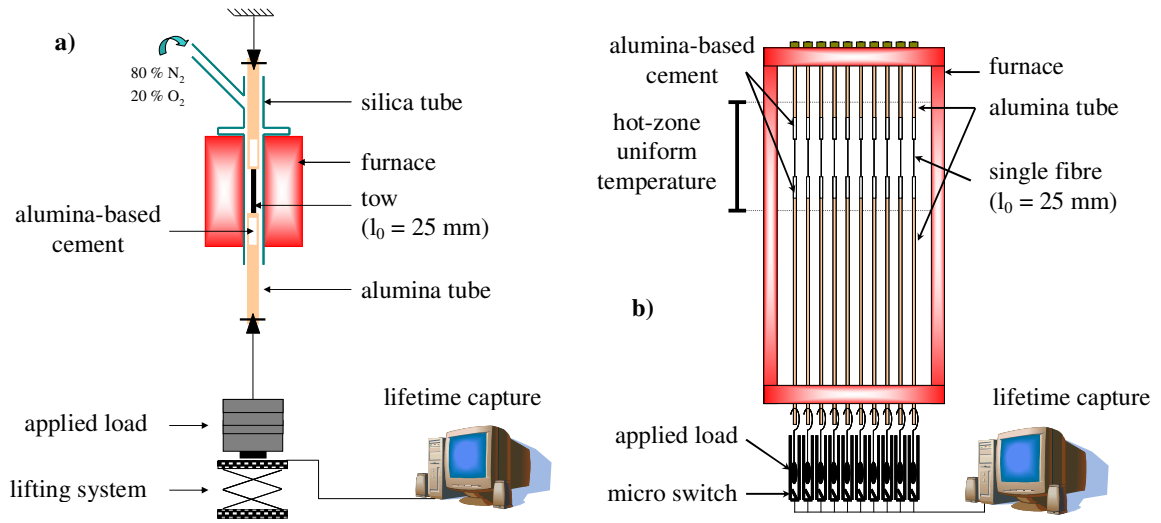 a)
80 % N₂
20 % O₂
silica tube
furnace
tow
(l₀ = 25 mm)
alumina-based
cement
alumina tube
applied load
lifting system
lifetime capture
b)
alumina-based
cement
furnace
alumina tube
hot-zone
uniform
temperature
single fibre
(l₀ = 25 mm)
lifetime capture
applied load
micro switch